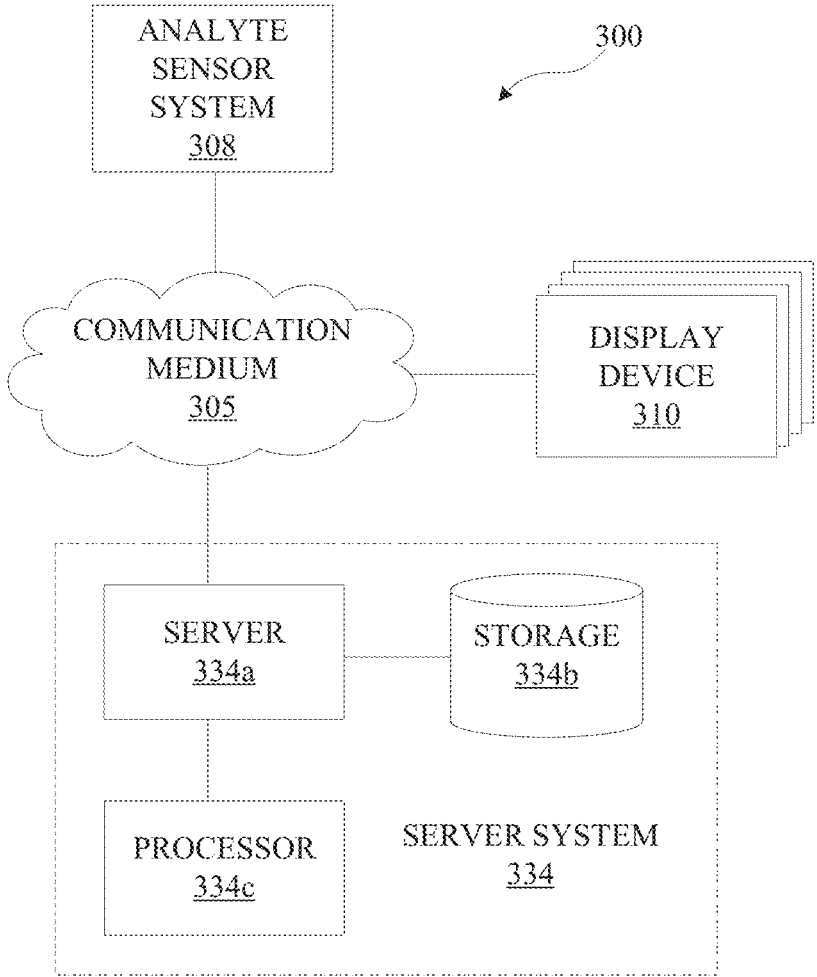 ANALYTE
SENSOR
SYSTEM
308
300
COMMUNICATION
MEDIUM
305
DISPLAY
DEVICE
310
SERVER
334a
STORAGE
334b
PROCESSOR
334c
SERVER SYSTEM
334